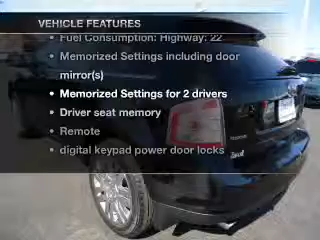 VEHICLE FEATURES
• Fuel Consumption: Highway: 22
• Memorized Settings including door
mirror(s)
• Memorized Settings for 2 drivers
• Driver seat memory
• Remote
• digital keypad power door locks